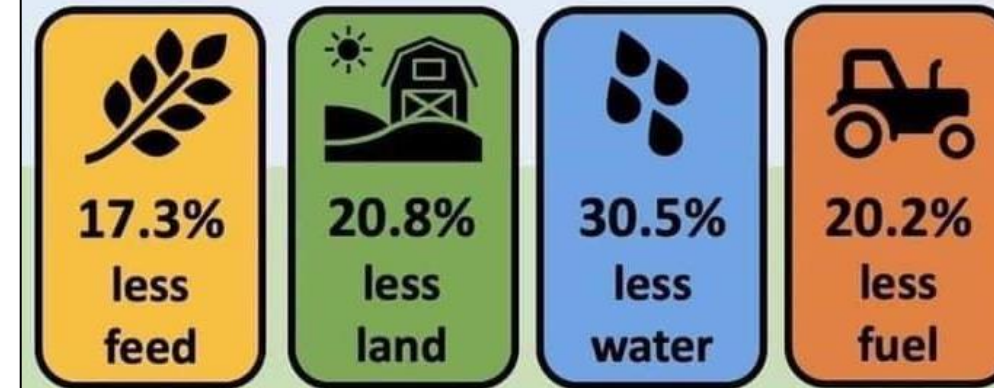 17.3%
less
feed
20.8%
less
land
30.5%
less
water
20.2%
less
fuel